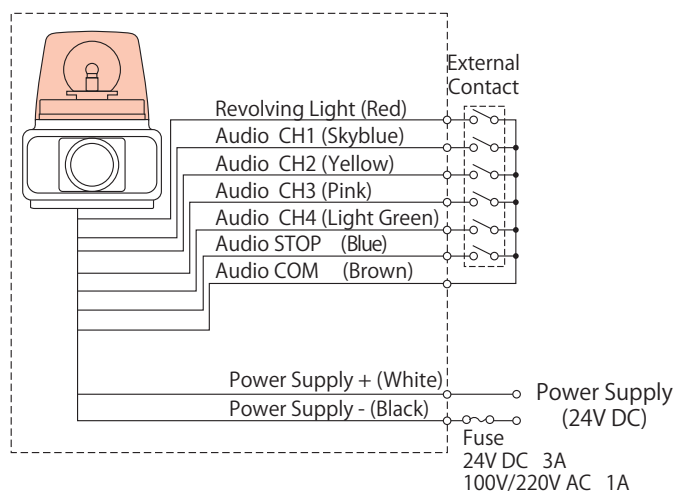 External
Contact
Revolving Light (Red)
Audio CH1 (Skyblue)
Audio CH2 (Yellow)
Audio CH3 (Pink)
Audio CH4 (Light Green)
Audio STOP (Blue)
Audio COM (Brown)
Power Supply + (White)
Power Supply - (Black)
Power Supply
(24V DC)
Fuse
24V DC 3A
100V/220V AC 1A